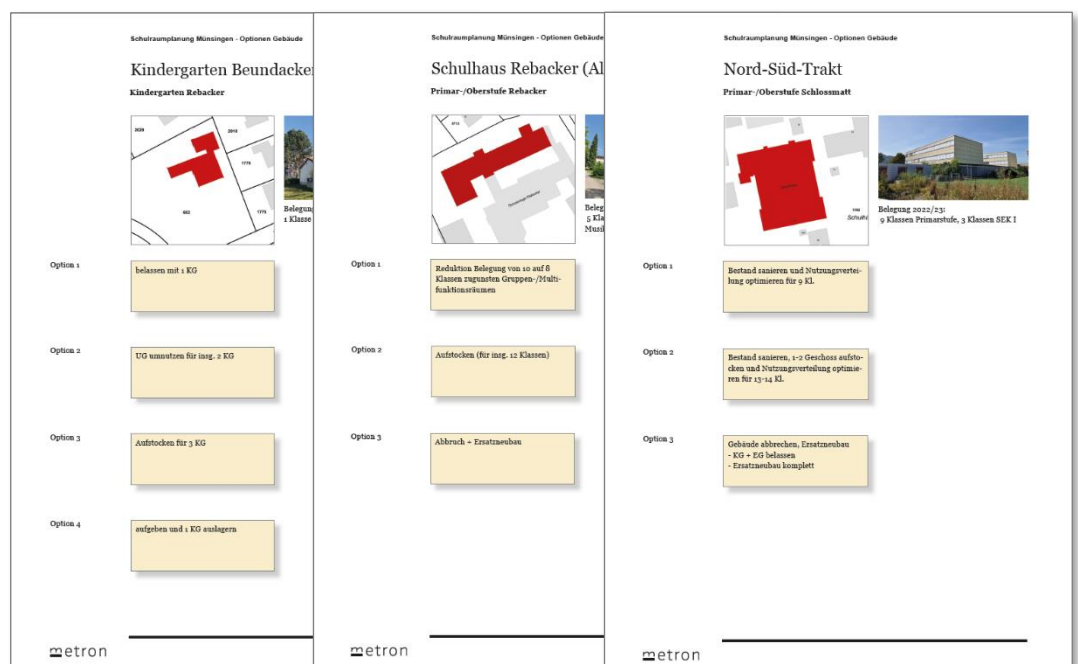 Schulraumplanung Münsingen - Optionen Gebäude
Kindergarten Beundacke
Kindergarten Rebacker
1 Klasse
Option 1
belassen mit 1 KG
Option 2
UG umnutzen für insg. 2 KG
Option 3
Aufstocken für 3 KG
Option 4
aufgeben und 1 KG auslagern
metron
Schulraumplanung Münsingen - Optionen Gebäude
Schulhaus Rebacker (Al
Primar-/Oberstufe Rebacker
Beleg
5 Kla
Musil
Option 1
Reduktion Belegung von 10 auf 8
Klassen zugunsten Gruppen-/Multi-
funktionsräumen
Option 2
Aufstocken (für insg. 12 Klassen)
Option 3
Abbruch + Ersatzneubau
metron
Schulraumplanung Münsingen - Optionen Gebäude
Nord-Süd-Trakt
Primar-/Oberstufe Schlossmatt
Belegung 2022/23:
9 Klassen Primarstufe, 3 Klassen SEK I
Option 1
Bestand sanieren und Nutzungsvertei-
lung optimieren für 9 Kl.
Option 2
Bestand sanieren, 1-2 Geschoss aufsto-
cken und Nutzungsverteilung optimie-
ren für 13-14 Kl.
Option 3
Gebäude abbrechen, Ersatzneubau
- KG + EG belassen
- Ersatzneubau komplett
metron